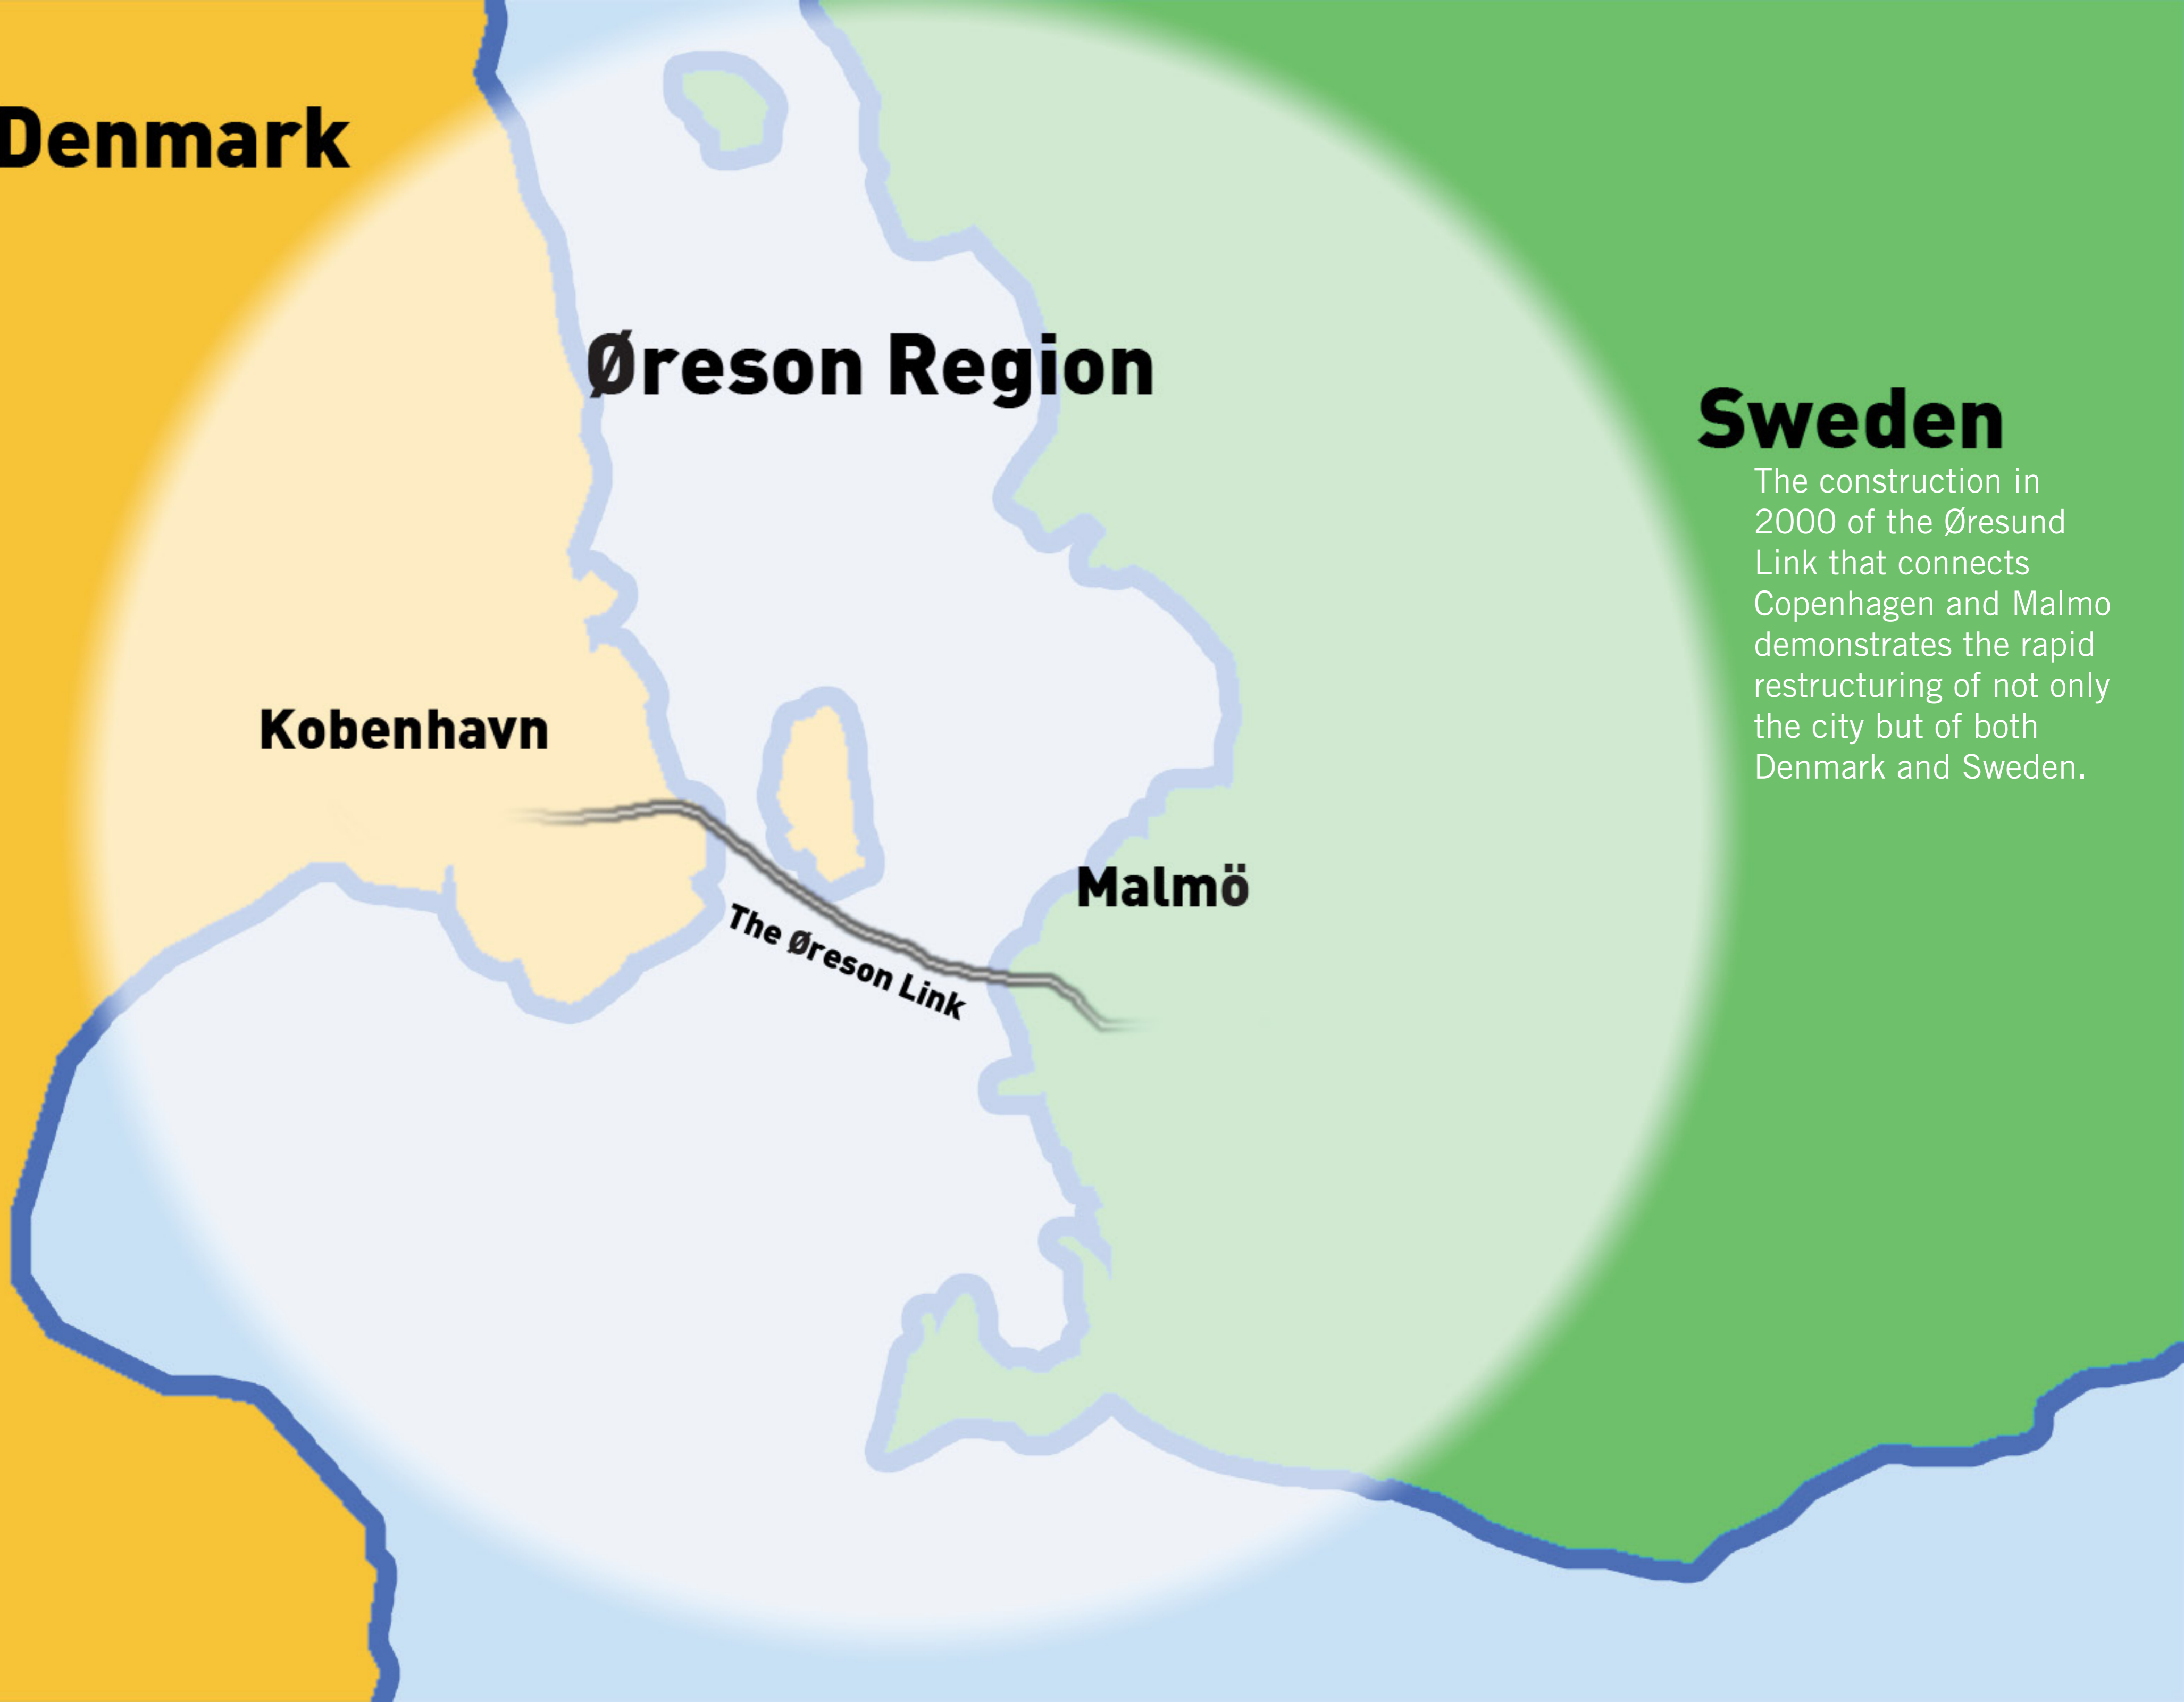 Denmark
Øreson Region
Sweden
The construction in
2000 of the Øresund
Link that connects
Copenhagen and Malmo
demonstrates the rapid
restructuring of not only
the city but of both
Denmark and Sweden.
Kobenhavn
Malmö
The Øreson Link